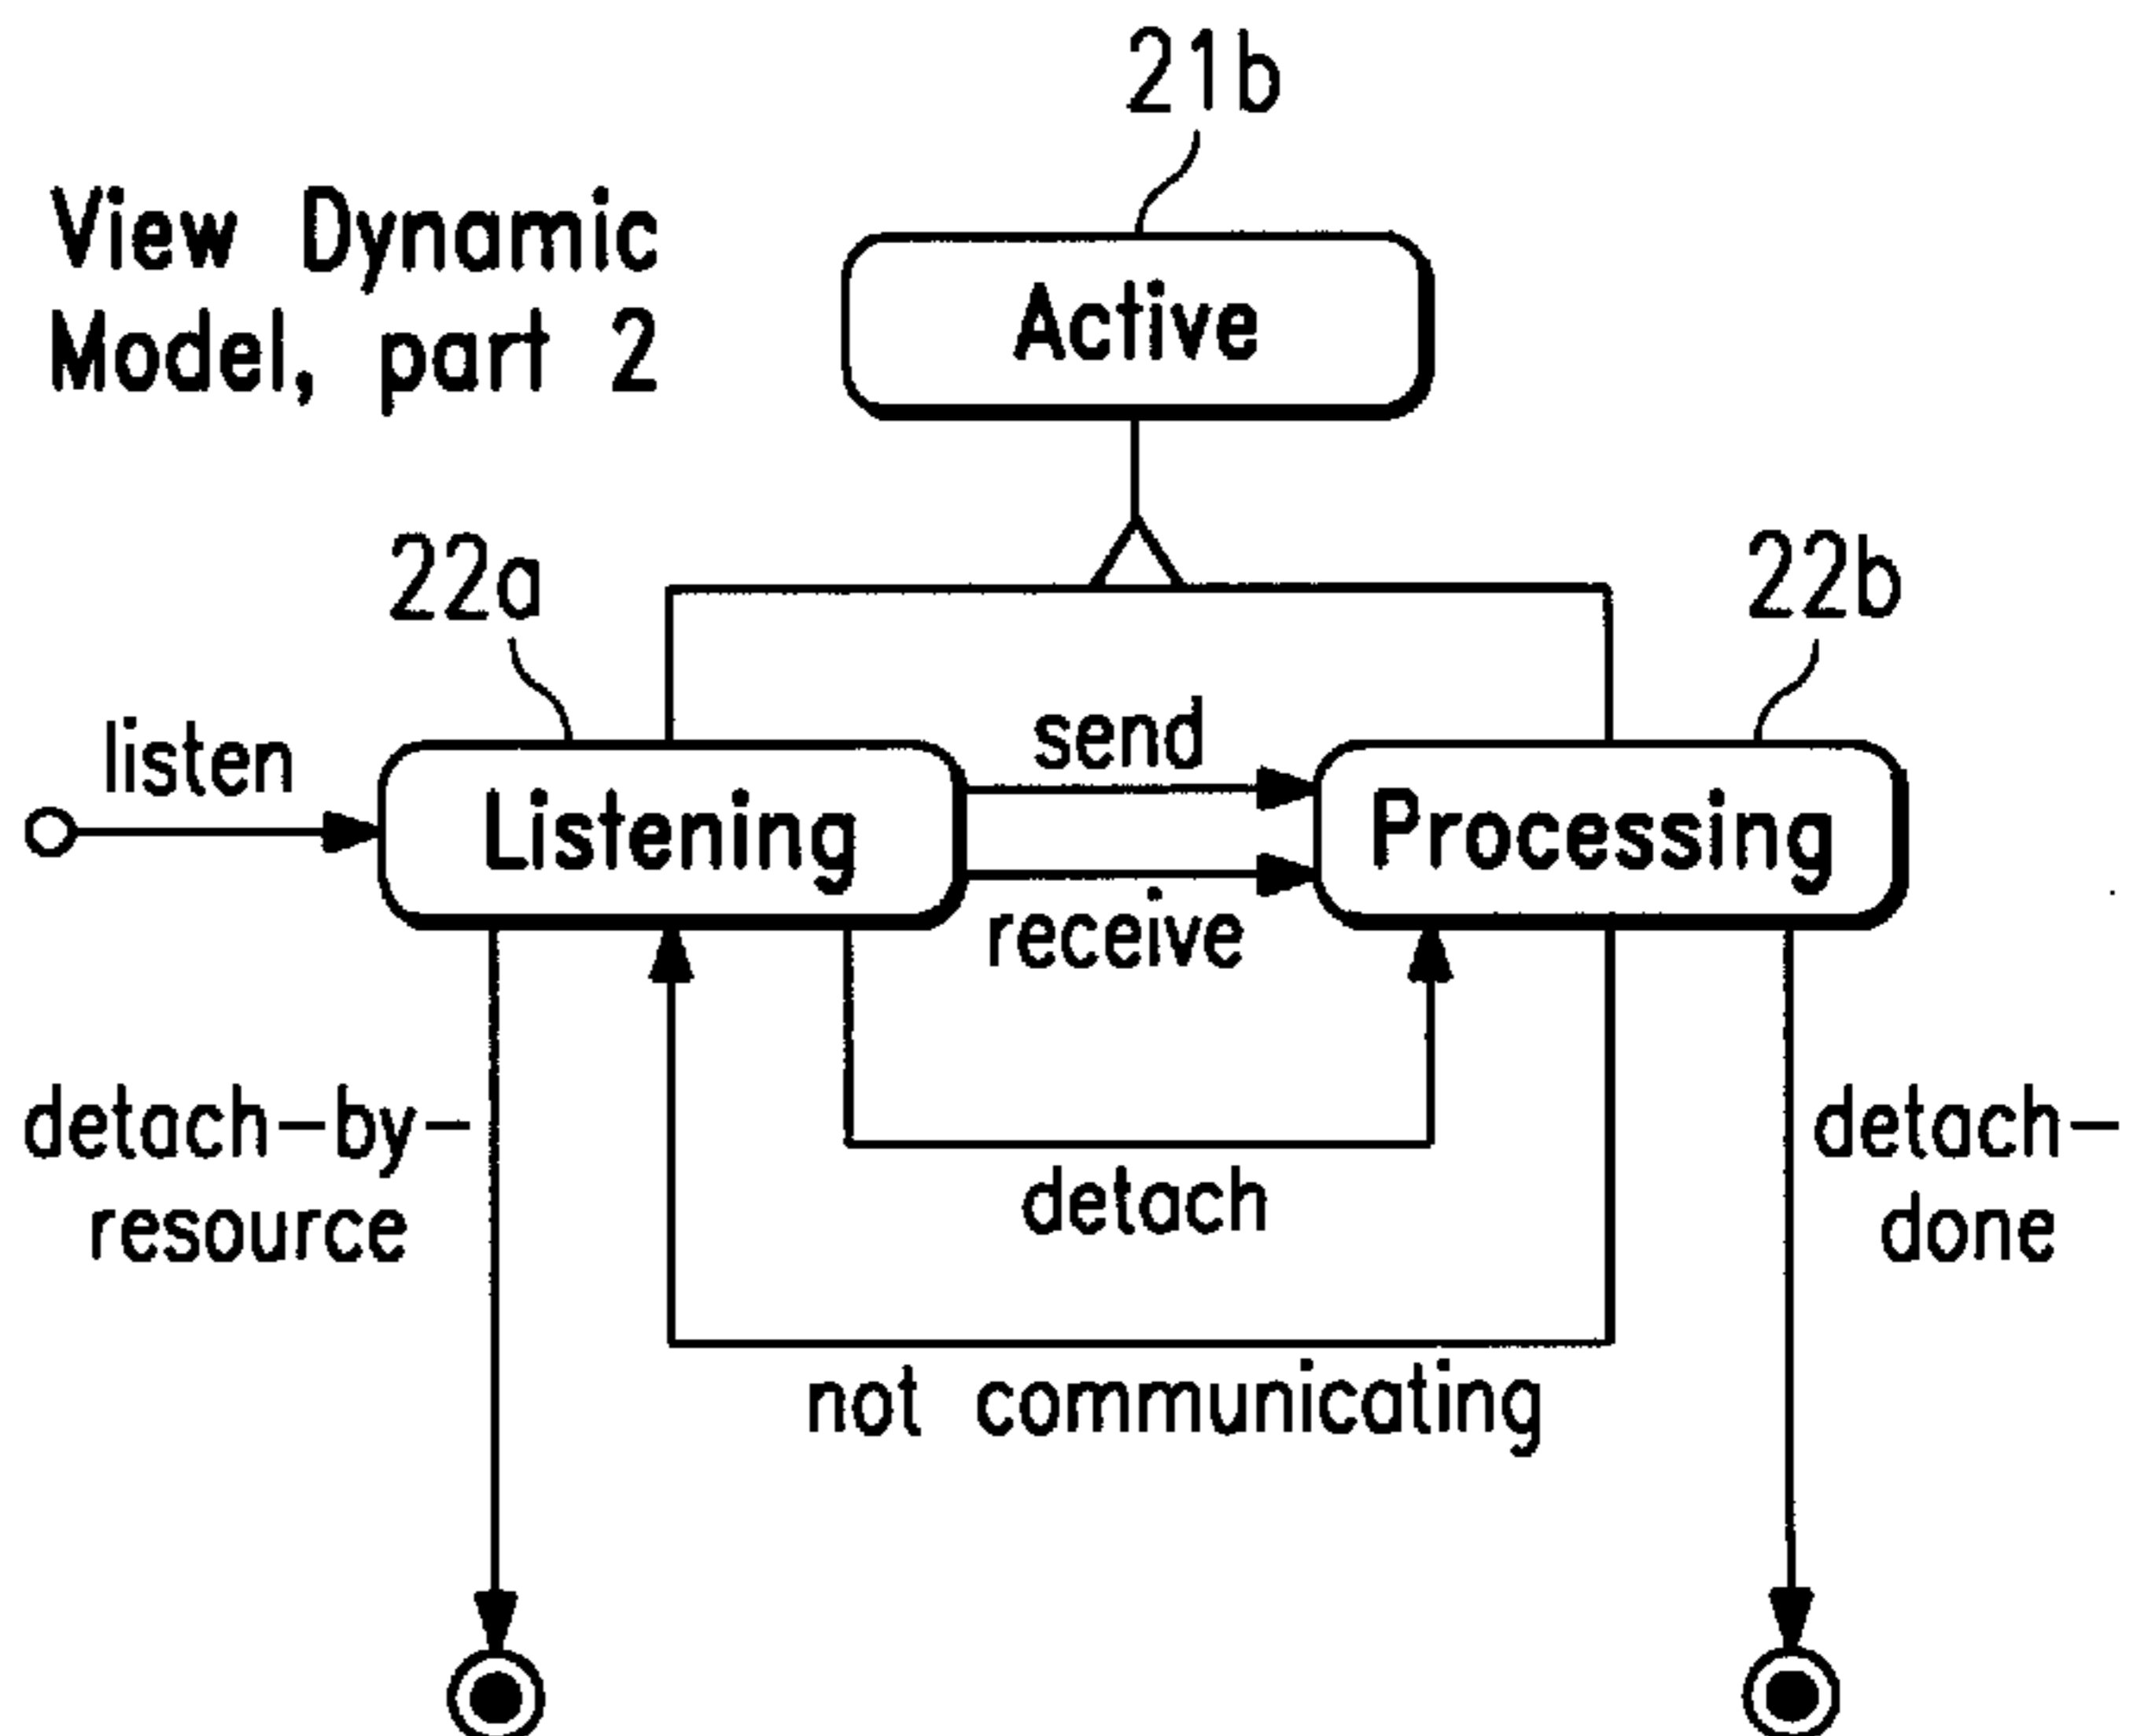 21b
View Dynamic
Model, part 2
Active
22a
22b
listen
send
Listening
Processing
receive
detach-by-
resource
detach
detach-
done
not communicating